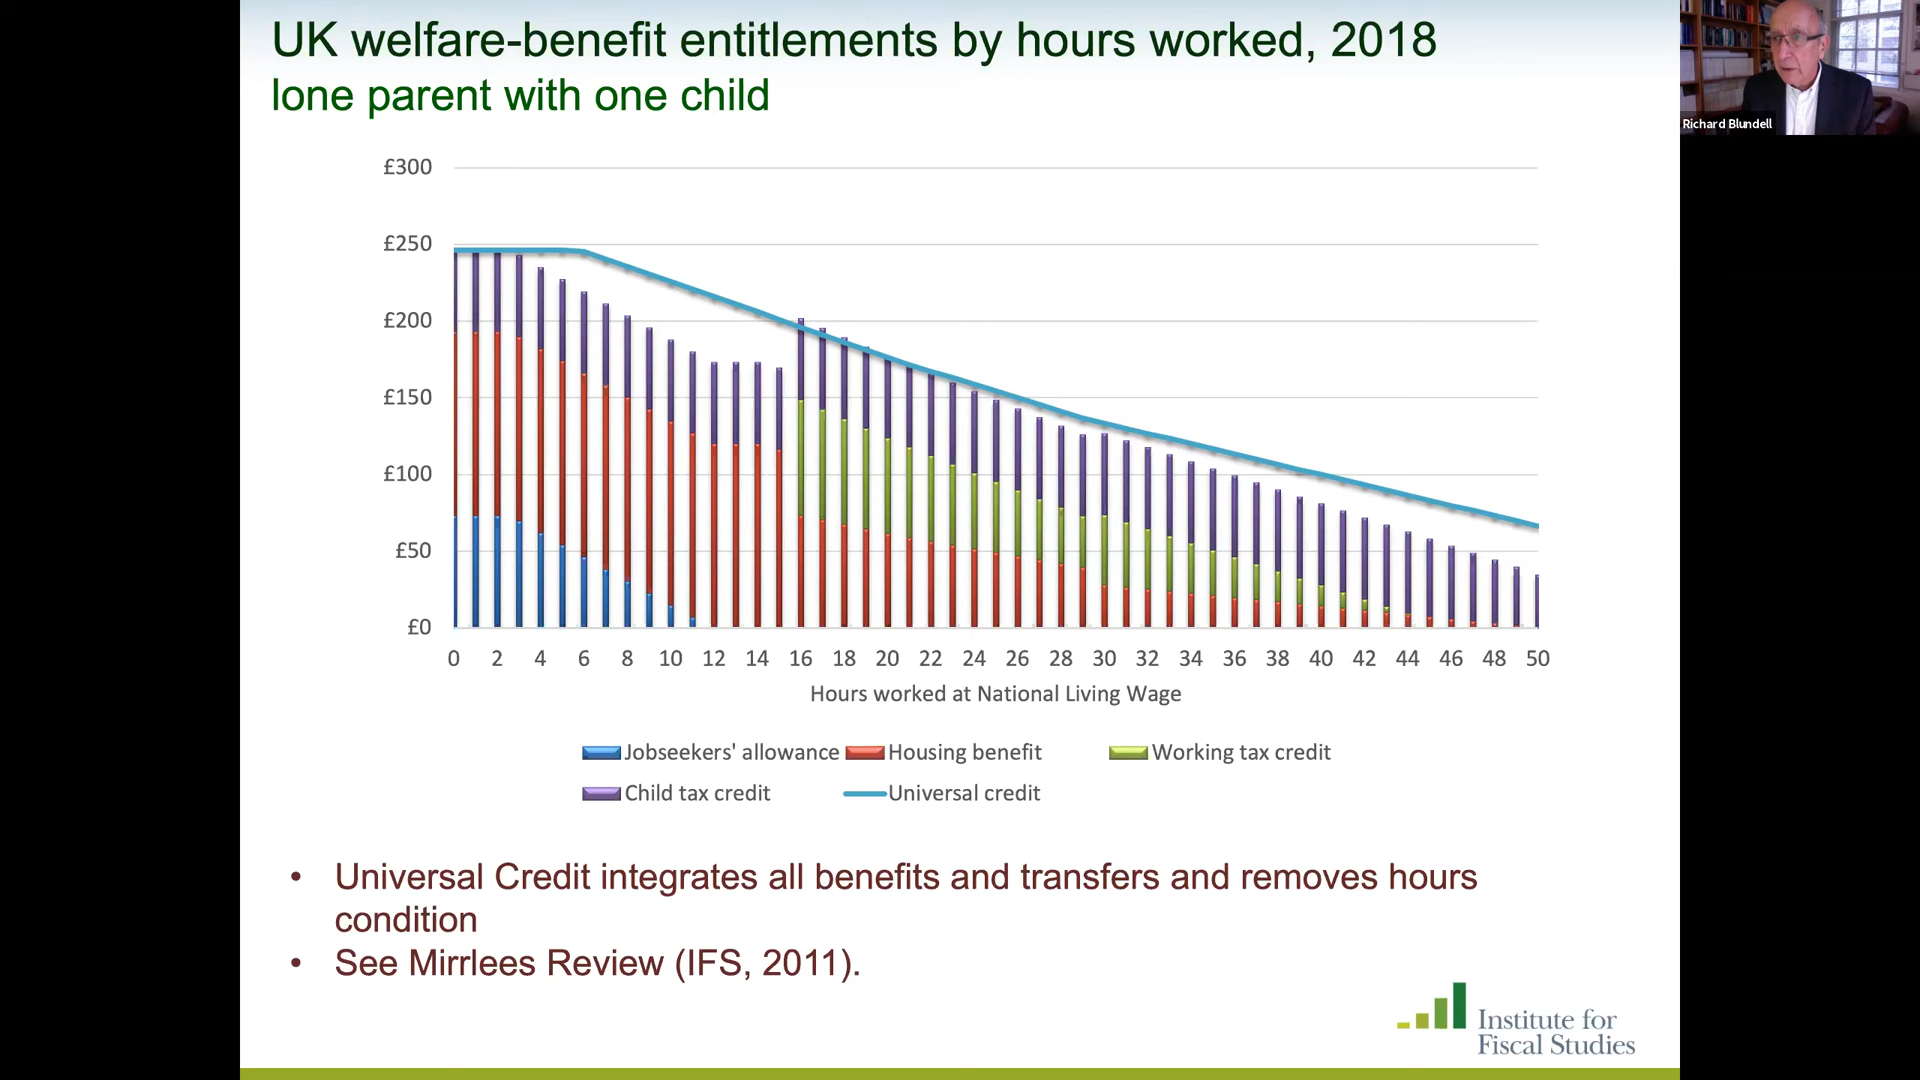 UK welfare-benefit entitlements by hours worked, 2018
lone parent with one child
Richard Blundell
£300
£250
£200
£150
£100
£50
£0
0 2 4 6 8 10 12 14 16 18 20 22 24 26 28 30 32 34 36 38 40 42 44 46 48 50
Hours worked at National Living Wage
Jobseekers' allowance Housing benefit Working tax credit
Child tax credit Universal credit
• Universal Credit integrates all benefits and transfers and removes hours
condition
• See Mirrlees Review (IFS, 2011).
Institute for
Fiscal Studies